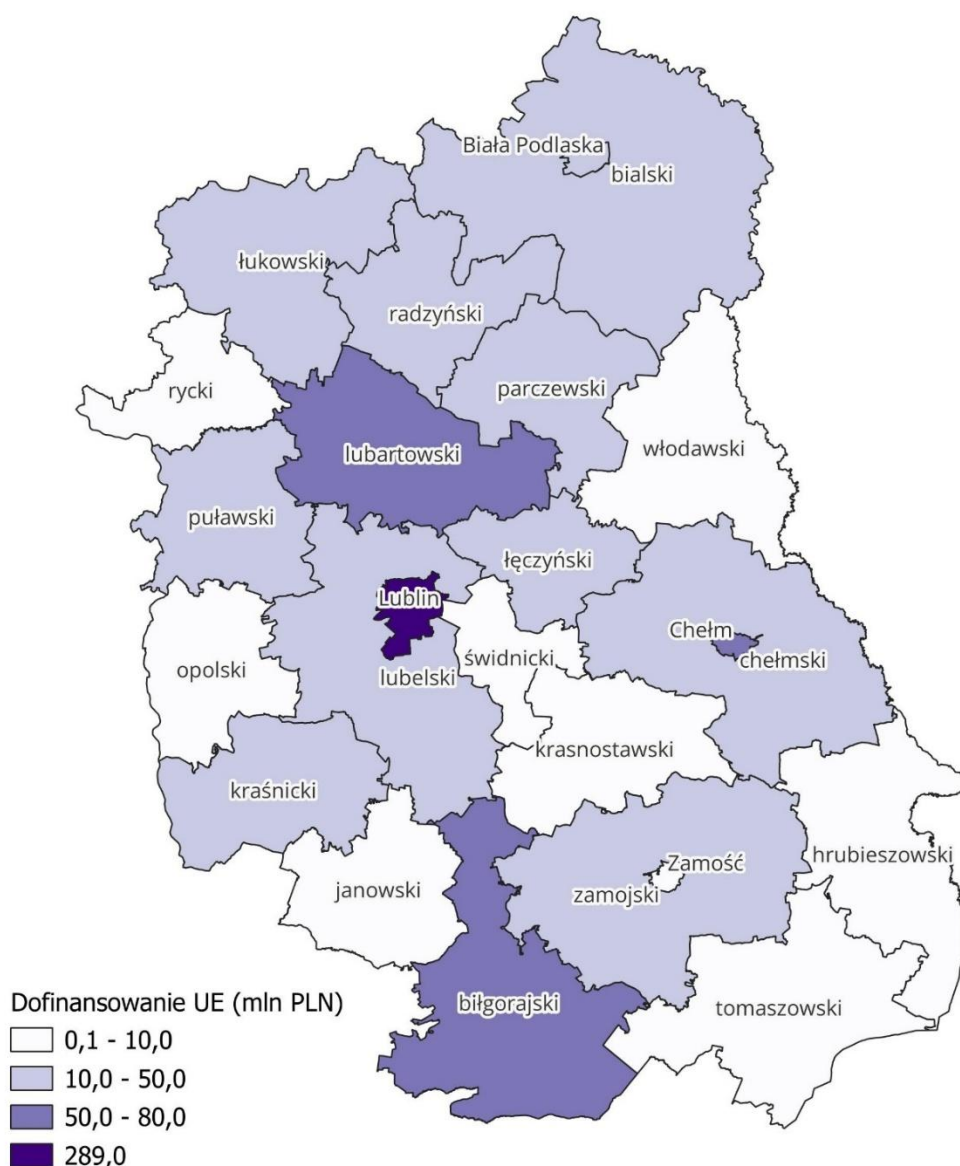 Biała Podlaska
bialski
łukowski
radzyński
rycki
parczewski
lubartowski
włodawski
puławski
łęczyński
Lublin
Chełm
chełmski
świdnicki
opolski
lubelski
krasnostawski
kraśnicki
hrubieszowski
Zamość
zamojski
janowski
biłgorajski
tomaszowski
Dofinansowanie UE (mln PLN)
0,1 - 10,0
10,0 - 50,0
50,0 - 80,0
289,0